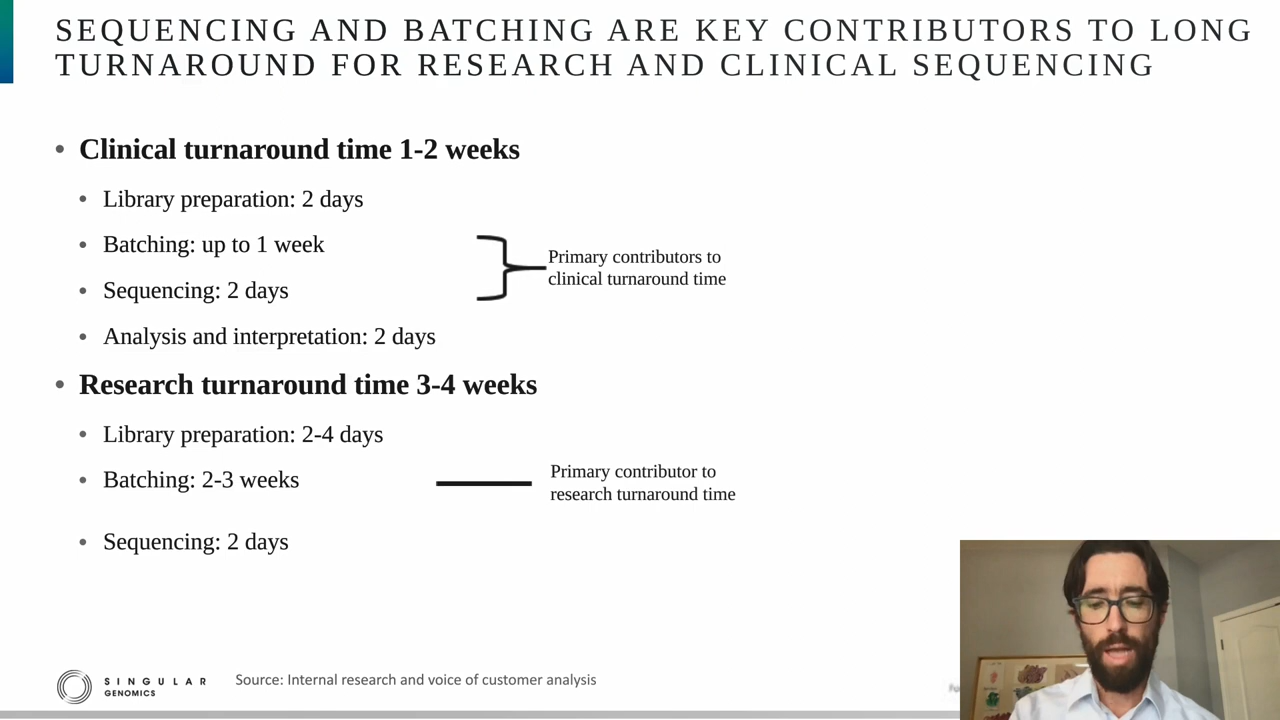 SEQUENCING AND BATCHING ARE KEY CONTRIBUTORS TO LONG
TURNAROUND FOR RESEARCH AND CLINICAL SEQUENCING
• Clinical turnaround time 1-2 weeks
• Library preparation: 2 days
• Batching: up to 1 week
Primary contributors to
clinical turnaround time
• Sequencing: 2 days
• Analysis and interpretation: 2 days
• Research turnaround time 3-4 weeks
• Library preparation: 2-4 days
• Batching: 2-3 weeks
Primary contributor to
research turnaround time
• Sequencing: 2 days
SINGULAR
GENOMICS
Source: Internal research and voice of customer analysis